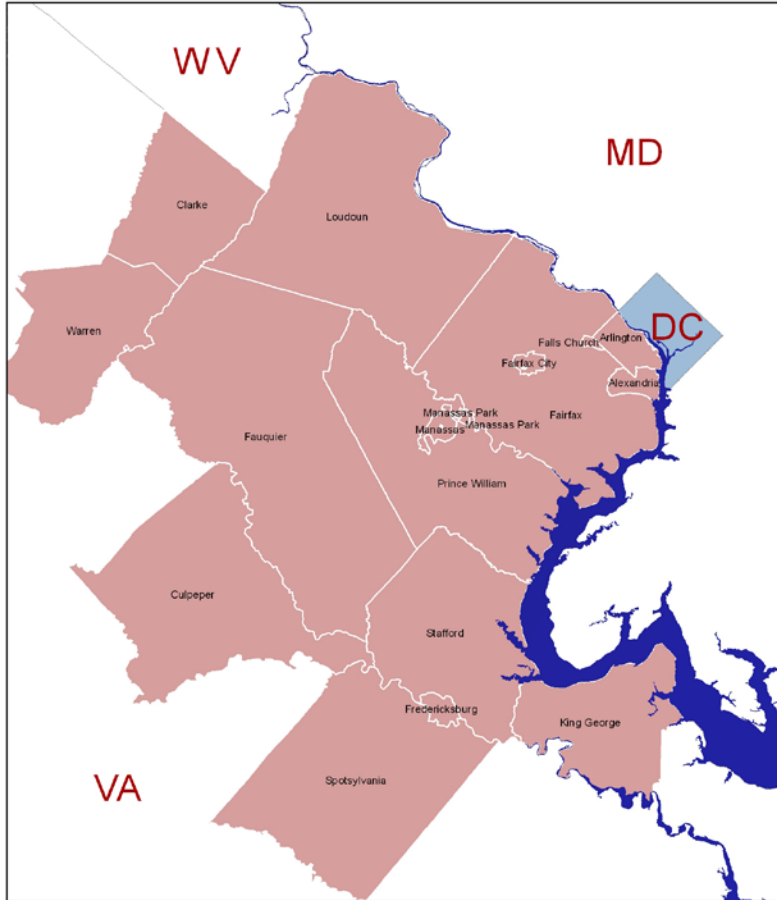 WV
MD
Clarke
Loudoun
DC
Warren
Arlington
Falls Church
Fairfax City
Alexandria
Manassas Park
Fairfax
Manassas Park
Manassas
Fauquier
Prince William
Culpeper
Stafford
Fredericksburg
King George
VA
Spotsylvania